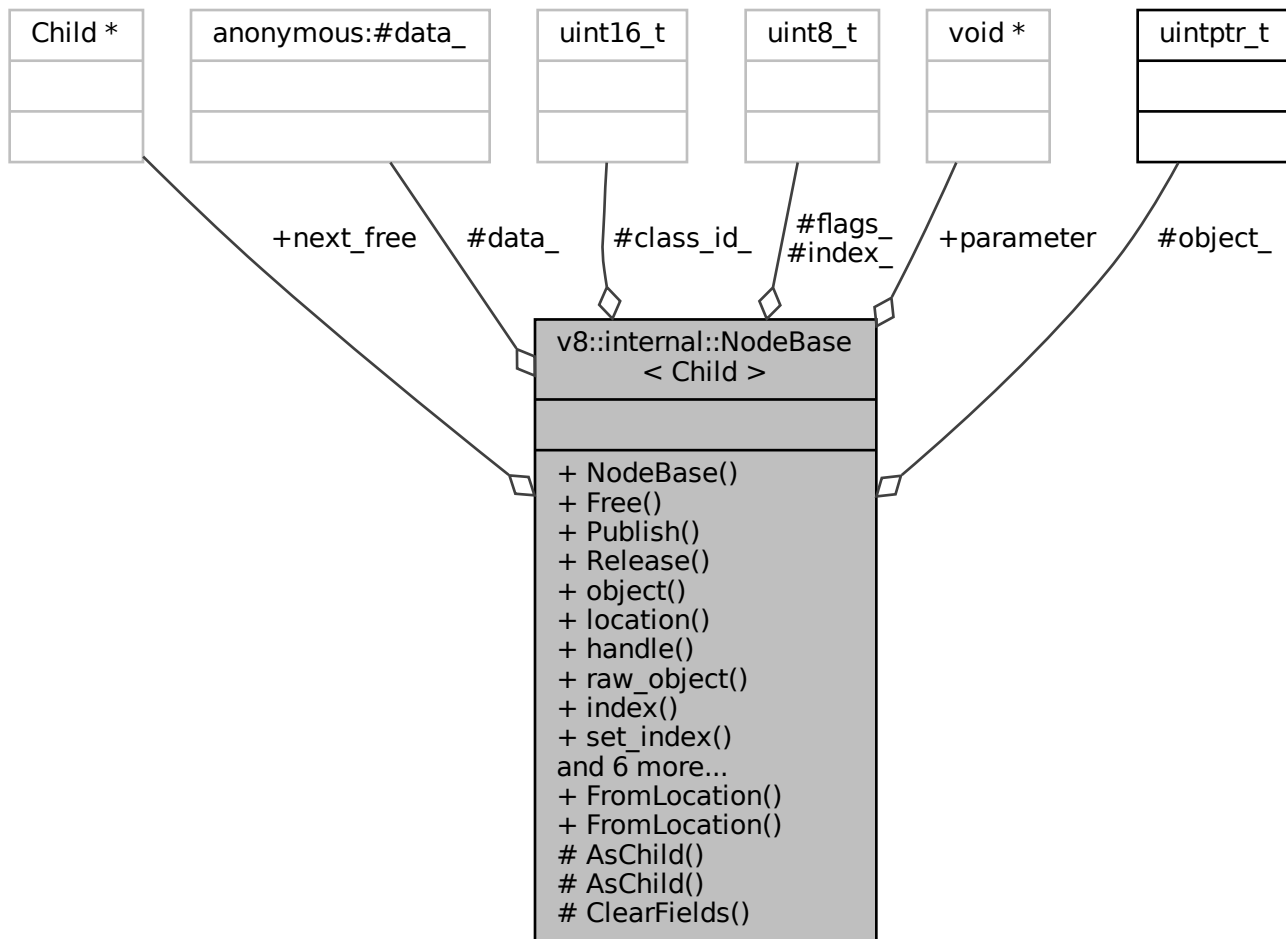 Child *
anonymous:#data_
uint16_t
uint8_t
void *
uintptr_t
+next_free
#data_
#class_id_
#flags_
#index_
+parameter
#object_
v8::internal::NodeBase
< Child >
+ NodeBase()
+ Free()
+ Publish()
+ Release()
+ object()
+ location()
+ handle()
+ raw_object()
+ index()
+ set_index()
and 6 more...
+ FromLocation()
+ FromLocation()
# AsChild()
# AsChild()
# ClearFields()